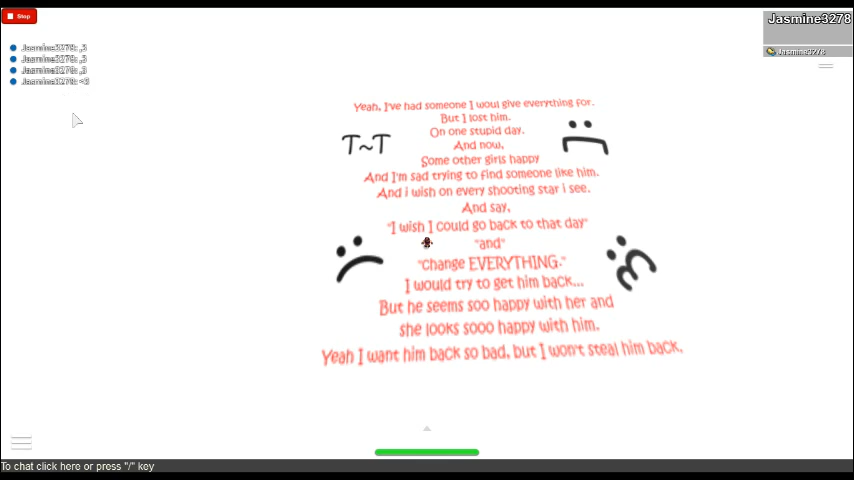 Stop
Jasmine3278
Jasmine3278
Jasmine3278: ,3
Jasmine3278: ,3
Jasmine3278: ,3
Jasmine3278: <3
Yeah, I've had someone I woul give everything for.
But I lost him.
On one stupid day.
T~T
And now,
Some other girls happy
And I'm sad trying to find someone like him.
And i wish on every shooting star i see.
And say,
"I wish I could go back to that day"
"and"
"change EVERYTHING."
I would try to get him back...
But he seems soo happy with her and
she looks sooo happy with him.
Yeah I want him back so bad, but I won't steal him back.
To chat click here or press "/" key